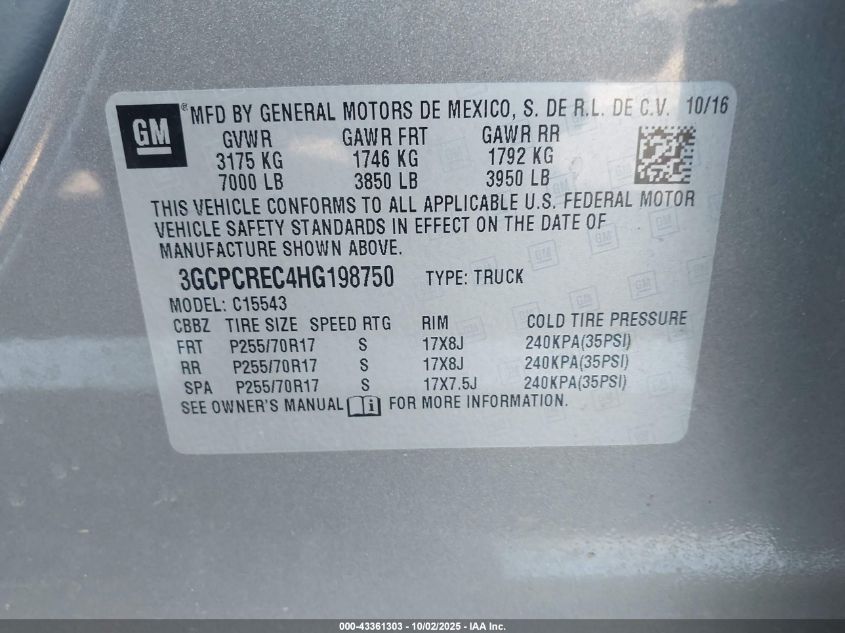 GM ® MFD BY GENERAL MOTORS DE MEXICO, S. DE R.L. DE C.V. 10/16
GVWR GAWR FRT GAWR RR
3175 KG 1746 KG 1792 KG
7000 LB 3850 LB 3950 LB
THIS VEHICLE CONFORMS TO ALL APPLICABLE U.S. FEDERAL MOTOR
VEHICLE SAFETY STANDARDS IN EFFECT ON THE DATE OF
MANUFACTURE SHOWN ABOVE.
3GCPCREC4HG198750 TYPE: TRUCK
MODEL: C15543
CBBZ TIRE SIZE SPEED RTG RIM COLD TIRE PRESSURE
FRT P255/70R17 S 17X8J 240KPA(35PSI)
RR P255/70R17 S 17X8J 240KPA(35PSI)
SPA P255/70R17 S 17X7.5J 240KPA(35PSI)
SEE OWNER'S MANUAL i FOR MORE INFORMATION.
000-43361303 - 10/02/2025 - IAA Inc.